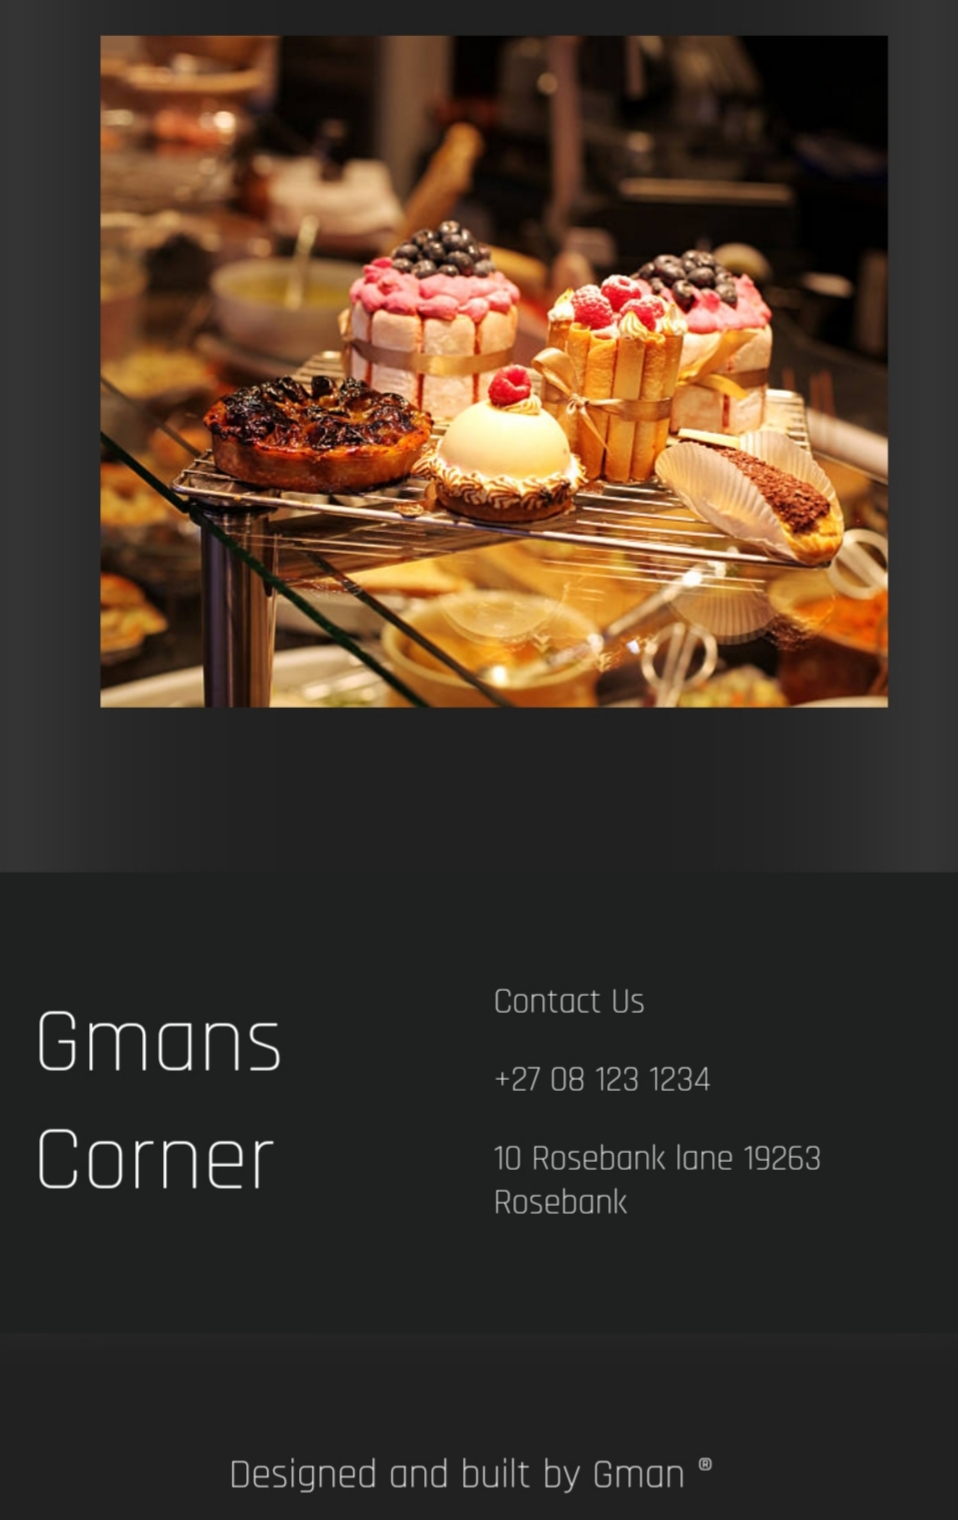 Gmans
Corner
Contact Us
+27 08 123 1234
10 Rosebank lane 19263
Rosebank
Designed and built by Gman ®